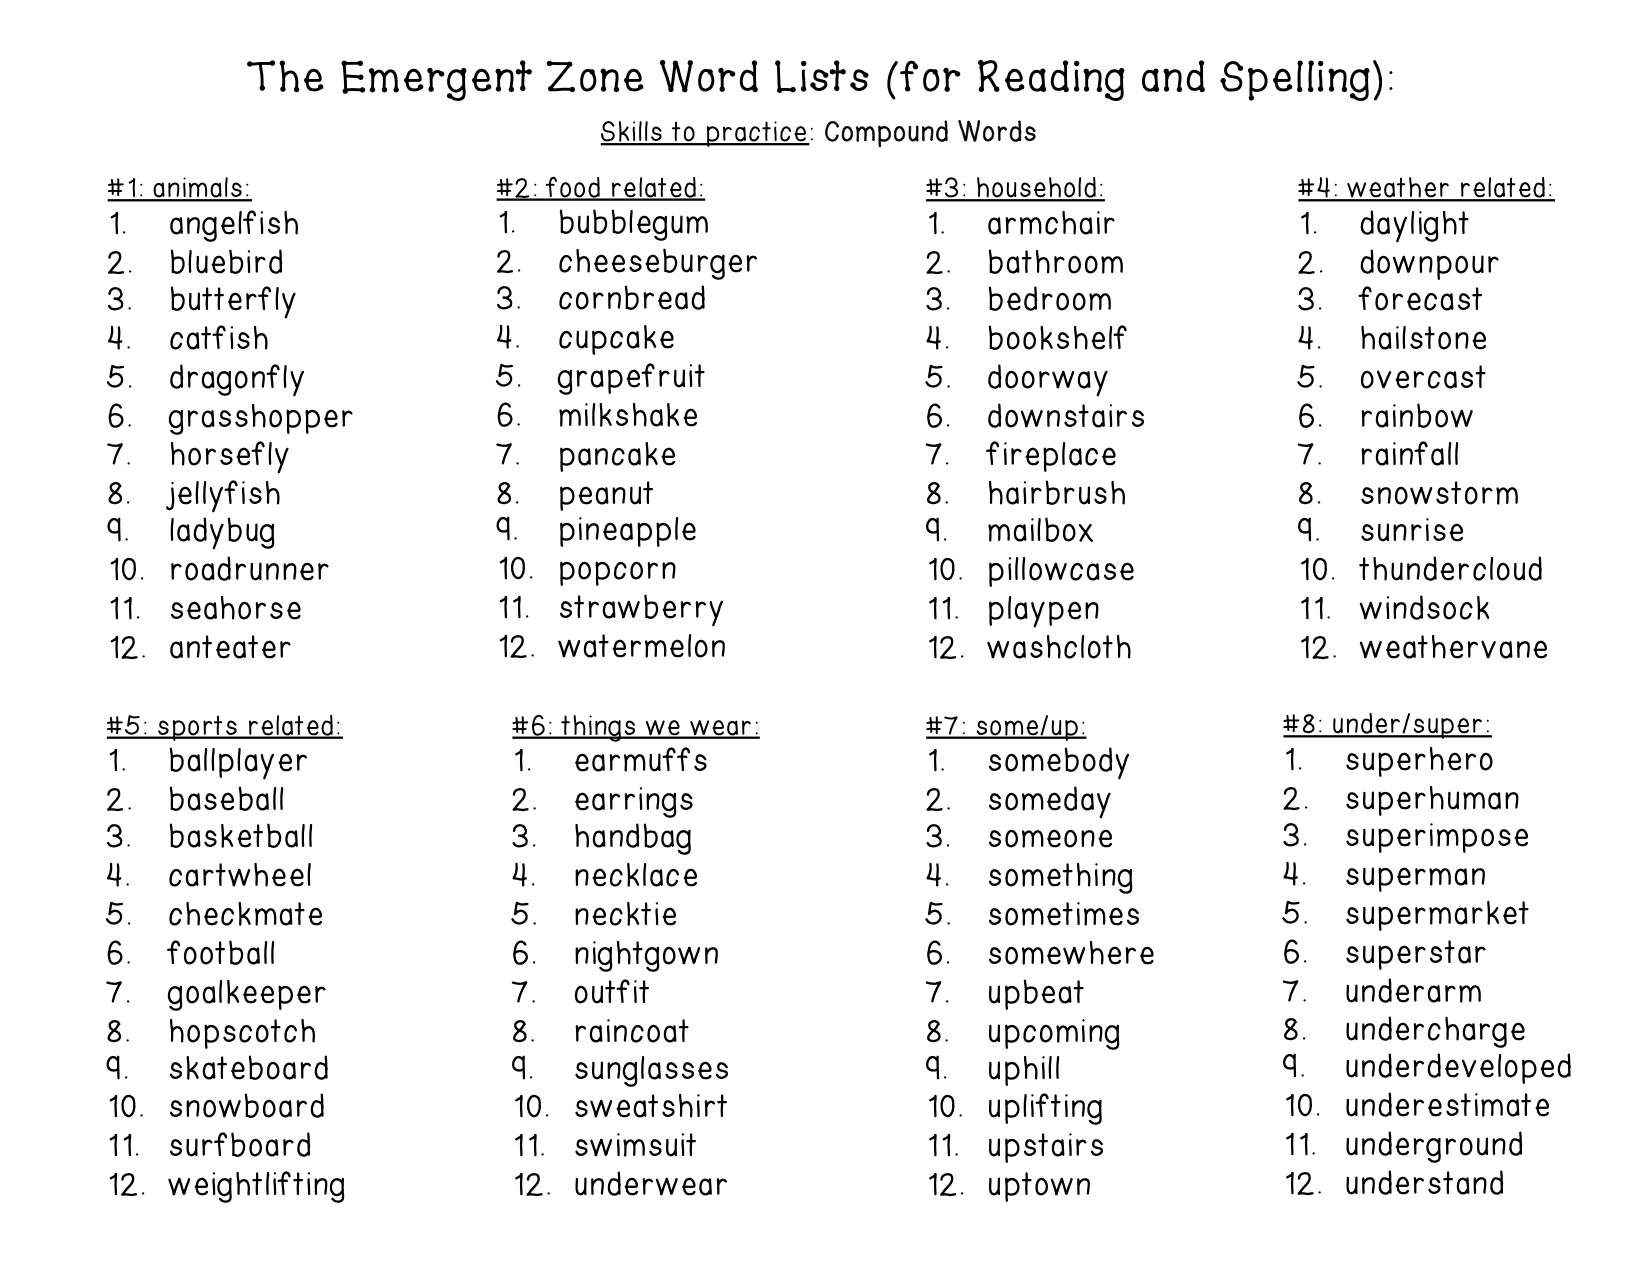 The Emergent Zone Word Lists (for Reading and Spelling):
Skills to practice: Compound Words
#1: animals:
1. angelfish
2. bluebird
3. butterfly
4. catfish
5. dragonfly
6. grasshopper
7. horsefly
8. jellyfish
9. ladybug
10. roadrunner
11. seahorse
12. anteater
#2: food related:
1. bubblegum
2. cheeseburger
3. cornbread
4. cupcake
5. grapefruit
6. milkshake
7. pancake
8. peanut
9. pineapple
10. popcorn
11. strawberry
12. watermelon
#3: household:
1. armchair
2. bathroom
3. bedroom
4. bookshelf
5. doorway
6. downstairs
7. fireplace
8. hairbrush
9. mailbox
10. pillowcase
11. playpen
12. washcloth
#4: weather related:
1. daylight
2. downpour
3. forecast
4. hailstone
5. overcast
6. rainbow
7. rainfall
8. snowstorm
9. sunrise
10. thundercloud
11. windsock
12. weathervane
#5: sports related:
1. ballplayer
2. baseball
3. basketball
4. cartwheel
5. checkmate
6. football
7. goalkeeper
8. hopscotch
9. skateboard
10. snowboard
11. surfboard
12. weightlifting
#6: things we wear:
1. earmuffs
2. earrings
3. handbag
4. necklace
5. necktie
6. nightgown
7. outfit
8. raincoat
9. sunglasses
10. sweatshirt
11. swimsuit
12. underwear
#7: some/up:
1. somebody
2. someday
3. someone
4. something
5. sometimes
6. somewhere
7. upbeat
8. upcoming
9. uphill
10. uplifting
11. upstairs
12. uptown
#8: under/super:
1. superhero
2. superhuman
3. superimpose
4. superman
5. supermarket
6. superstar
7. underarm
8. undercharge
9. underdeveloped
10. underestimate
11. underground
12. understand